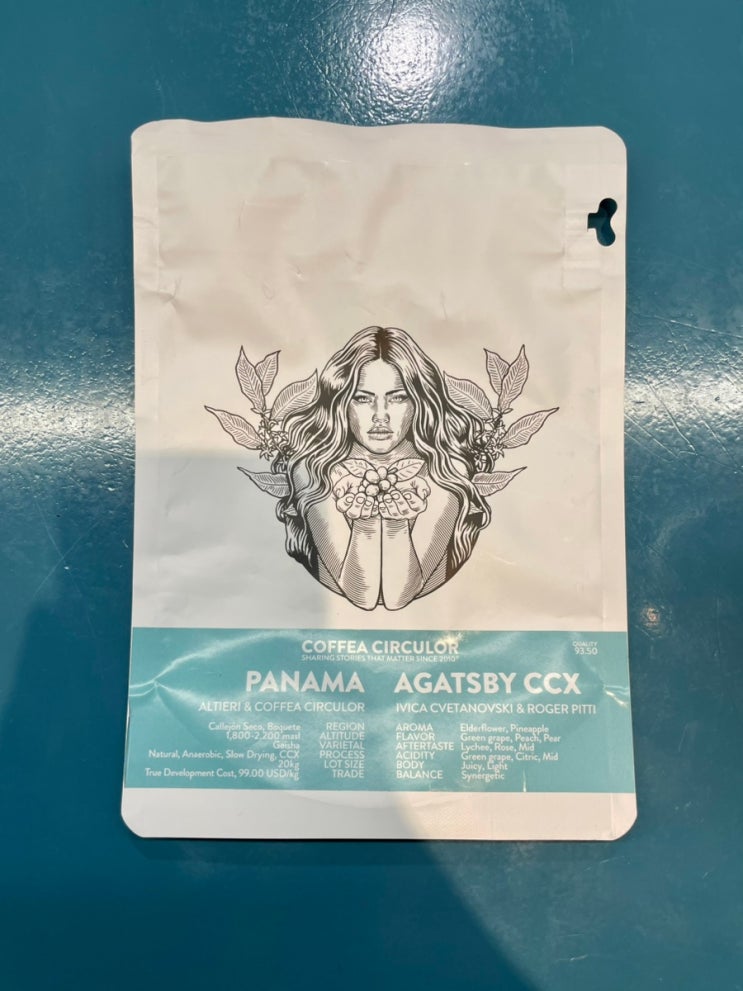 COFFEA CIRCULOR
SHARING STORIES THAT MATTER SINCE 2010
QUALITY
93.50
PANAMA
ALTIERI & COFFEA CIRCULOR
Callejón Seco, Boquete REGION
1,800-2,200 masl ALTITUDE
Geisha VARIETAL
Natural, Anaerobic, Slow Drying, CCX PROCESS
20kg LOT SIZE
True Development Cost, 99.00 USD/kg TRADE
AGATSBY CCX
IVICA CVETANOVSKI & ROGER PITTI
AROMA Elderflower, Pineapple
FLAVOR Green grape, Peach, Pear
AFTERTASTE Lychee, Rose, Mid
ACIDITY Green grape, Citric, Mid
BODY Juicy, Light
BALANCE Synergetic